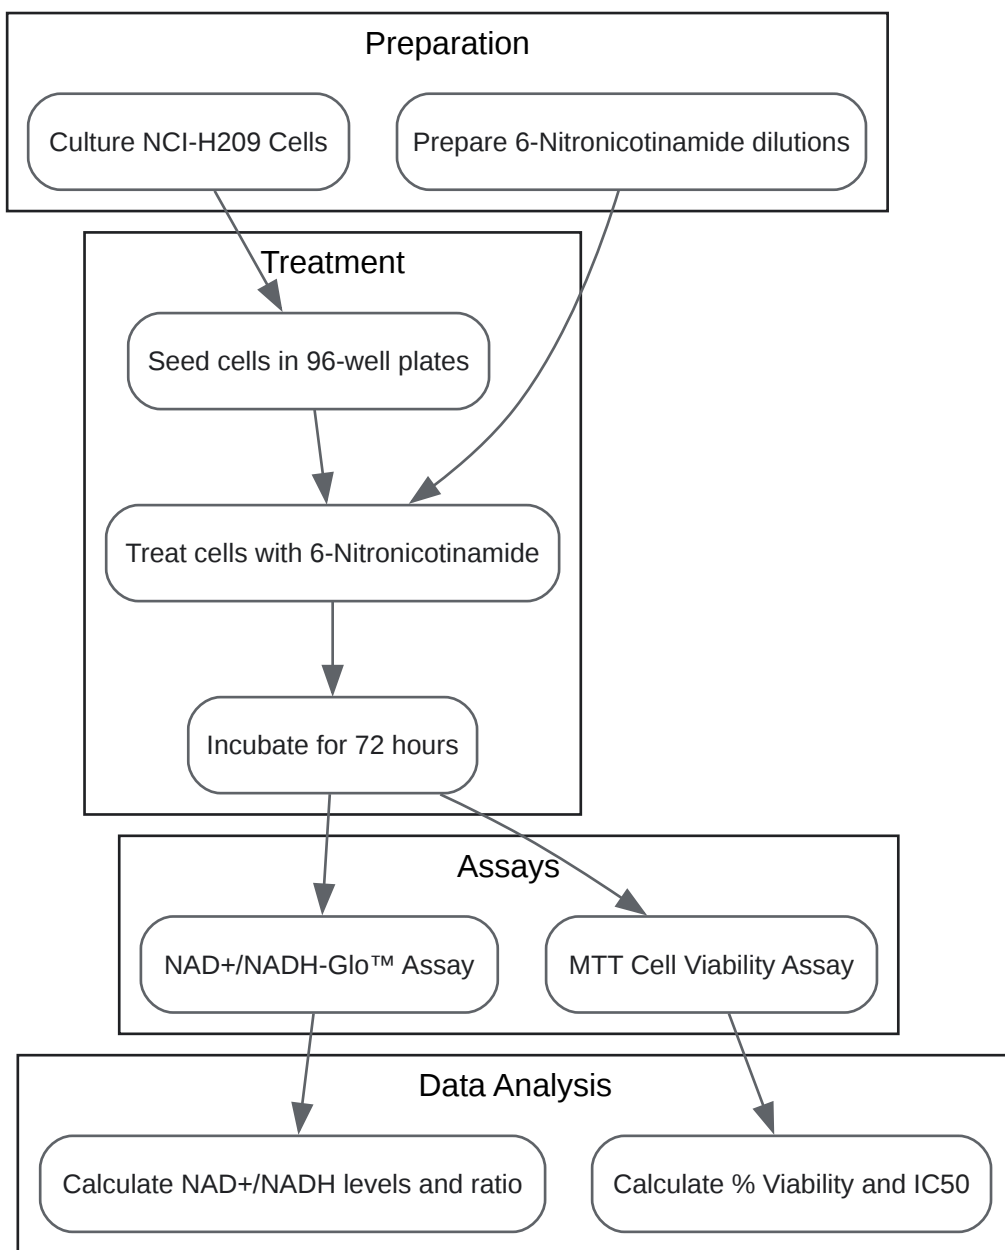 Preparation
Culture NCI-H209 Cells
Prepare 6-Nitronicotinamide dilutions
Treatment
Seed cells in 96-well plates
Treat cells with 6-Nitronicotinamide
Incubate for 72 hours
Assays
NAD+/NADH-Glo™ Assay
MTT Cell Viability Assay
Data Analysis
Calculate NAD+/NADH levels and ratio
Calculate % Viability and IC50